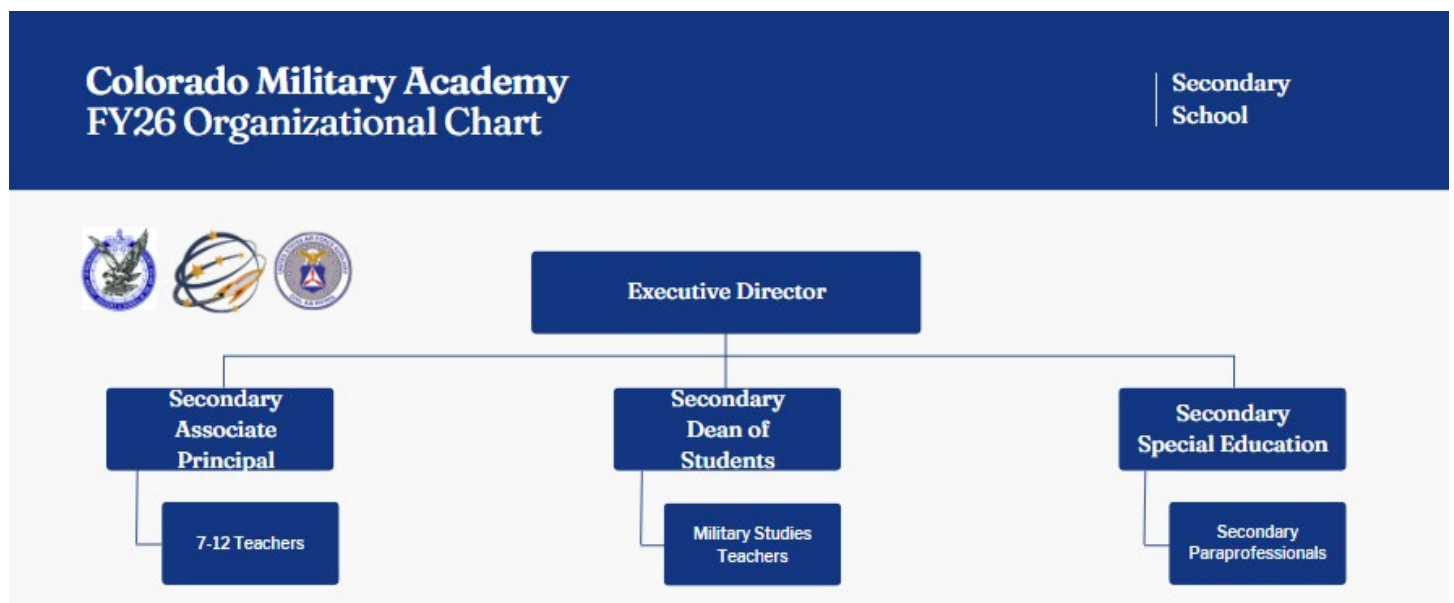 Colorado Military Academy
FY26 Organizational Chart
Secondary
School
Executive Director
Secondary
Associate
Principal
Secondary
Dean of
Students
Secondary
Special Education
7-12 Teachers
Military Studies
Teachers
Secondary
Paraprofessionals